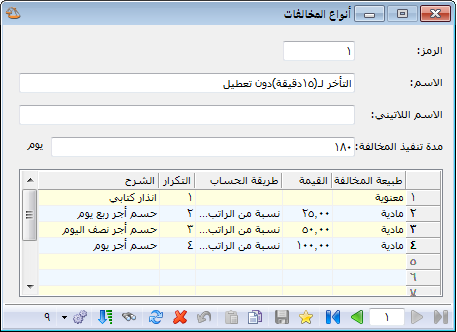 أنواع المخالفات
الرمز: ١
الاسم: التأخر لـ(١٥دقيقة)دون تعطيل
الاسم اللاتيني:
مدة تنفيذ المخالفة: ١٨٠ يوم
طبيعة المخالفة القيمة طريقة الحساب التكرار الشرح
١ معنوية ١ انذار كتابي
٢ مادية ٢٥,٠٠ نسبة من الراتب... ٢ حسم أجر ربع يوم
٣ مادية ٥٠,٠٠ نسبة من الراتب... ٣ حسم أجر نصف اليوم
٤ مادية ١٠٠,٠٠ نسبة من الراتب... ٤ حسم أجر يوم
٥
٦
٧
١ ٩